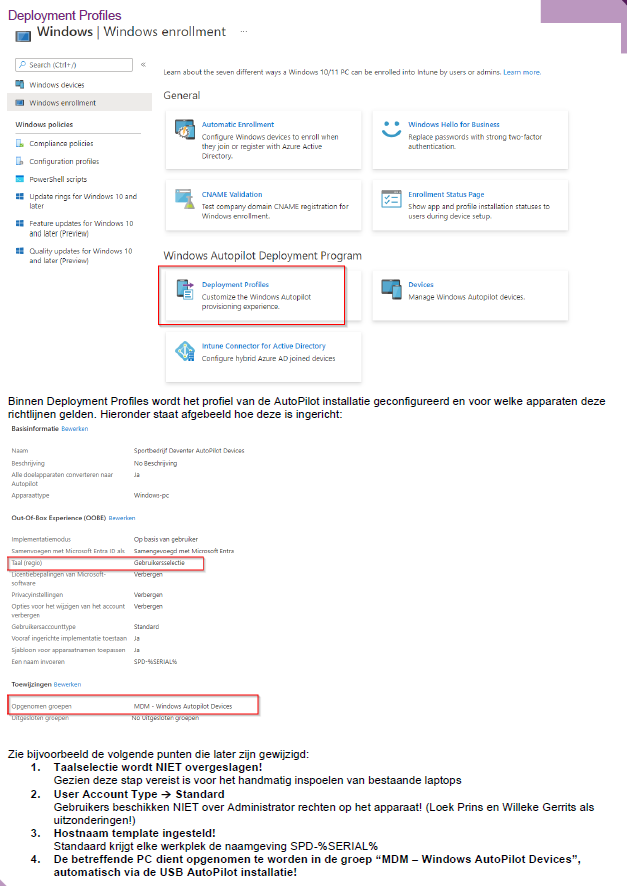 Deployment Profiles
Windows | Windows enrollment ...
Search (Ctrl+/) «
Windows devices
Windows enrollment
Windows policies
Compliance policies
Configuration profiles
PowerShell scripts
Update rings for Windows 10 and
later
Feature updates for Windows 10
and later (Preview)
Quality updates for Windows 10
and later (Preview)
Learn about the seven different ways a Windows 10/11 PC can be enrolled into Intune by users or admins. Learn more.
General
Automatic Enrollment
Configure Windows devices to enroll when
they join or register with Azure Active
Directory.
Windows Hello for Business
Replace passwords with strong two-factor
authentication.
CNAME Validation
Test company domain CNAME registration for
Windows enrollment.
Enrollment Status Page
Show app and profile installation statuses to
users during device setup.
Windows Autopilot Deployment Program
Deployment Profiles
Customize the Windows Autopilot
provisioning experience.
Devices
Manage Windows Autopilot devices.
Intune Connector for Active Directory
Configure hybrid Azure AD joined devices
Binnen Deployment Profiles wordt het profiel van de AutoPilot installatie geconfigureerd en voor welke apparaten deze
richtlijnen gelden. Hieronder staat afgebeeld hoe deze is ingericht:
Basisinformatie Bewerken
Naam Sportbedrijf Deventer AutoPilot Devices
Beschrijving No Beschrijving
Alle doelapparaten converteren naar Ja
Autopilot
Apparaattype Windows-pc
Out-Of-Box Experience (OOBE) Bewerken
Implementatiemodus Op basis van gebruiker
Samenvoegen met Microsoft Entra ID als Samengevoegd met Microsoft Entra
Taal (regio) Gebruikersselectie
Licentiebepalingen van Microsoft- Verbergen
software
Privacyinstellingen Verbergen
Opties voor het wijzigen van het account Verbergen
verbergen
Gebruikersaccounttype Standard
Vooraf ingerichte implementatie toestaan Ja
Sjabloon voor apparaatnamen toepassen Ja
Een naam invoeren SPD-%SERIAL%
Toewijzingen Bewerken
Opgenomen groepen MDM - Windows Autopilot Devices
Uitgesloten groepen No Uitgesloten groepen
Zie bijvoorbeeld de volgende punten die later zijn gewijzigd:
1. Taalselectie wordt NIET overgeslagen!
Gezien deze stap vereist is voor het handmatig inspoelen van bestaande laptops
2. User Account Type → Standard
Gebruikers beschikken NIET over Administrator rechten op het apparaat! (Loek Prins en Willeke Gerrits als
uitzonderingen!)
3. Hostnaam template ingesteld!
Standaard krijgt elke werkplek de naamgeving SPD-%SERIAL%
4. De betreffende PC dient opgenomen te worden in de groep “MDM – Windows AutoPilot Devices”,
automatisch via de USB AutoPilot installatie!